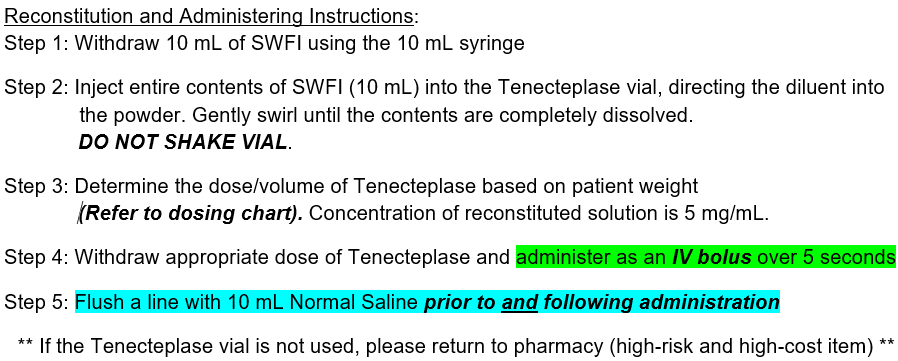 Reconstitution and Administering Instructions:
Step 1: Withdraw 10 mL of SWFI using the 10 mL syringe
Step 2: Inject entire contents of SWFI (10 mL) into the Tenecteplase vial, directing the diluent into
the powder. Gently swirl until the contents are completely dissolved.
DO NOT SHAKE VIAL.
Step 3: Determine the dose/volume of Tenecteplase based on patient weight
(Refer to dosing chart). Concentration of reconstituted solution is 5 mg/mL.
Step 4: Withdraw appropriate dose of Tenecteplase and administer as an IV bolus over 5 seconds
Step 5: Flush a line with 10 mL Normal Saline prior to and following administration
** If the Tenecteplase vial is not used, please return to pharmacy (high-risk and high-cost item) **